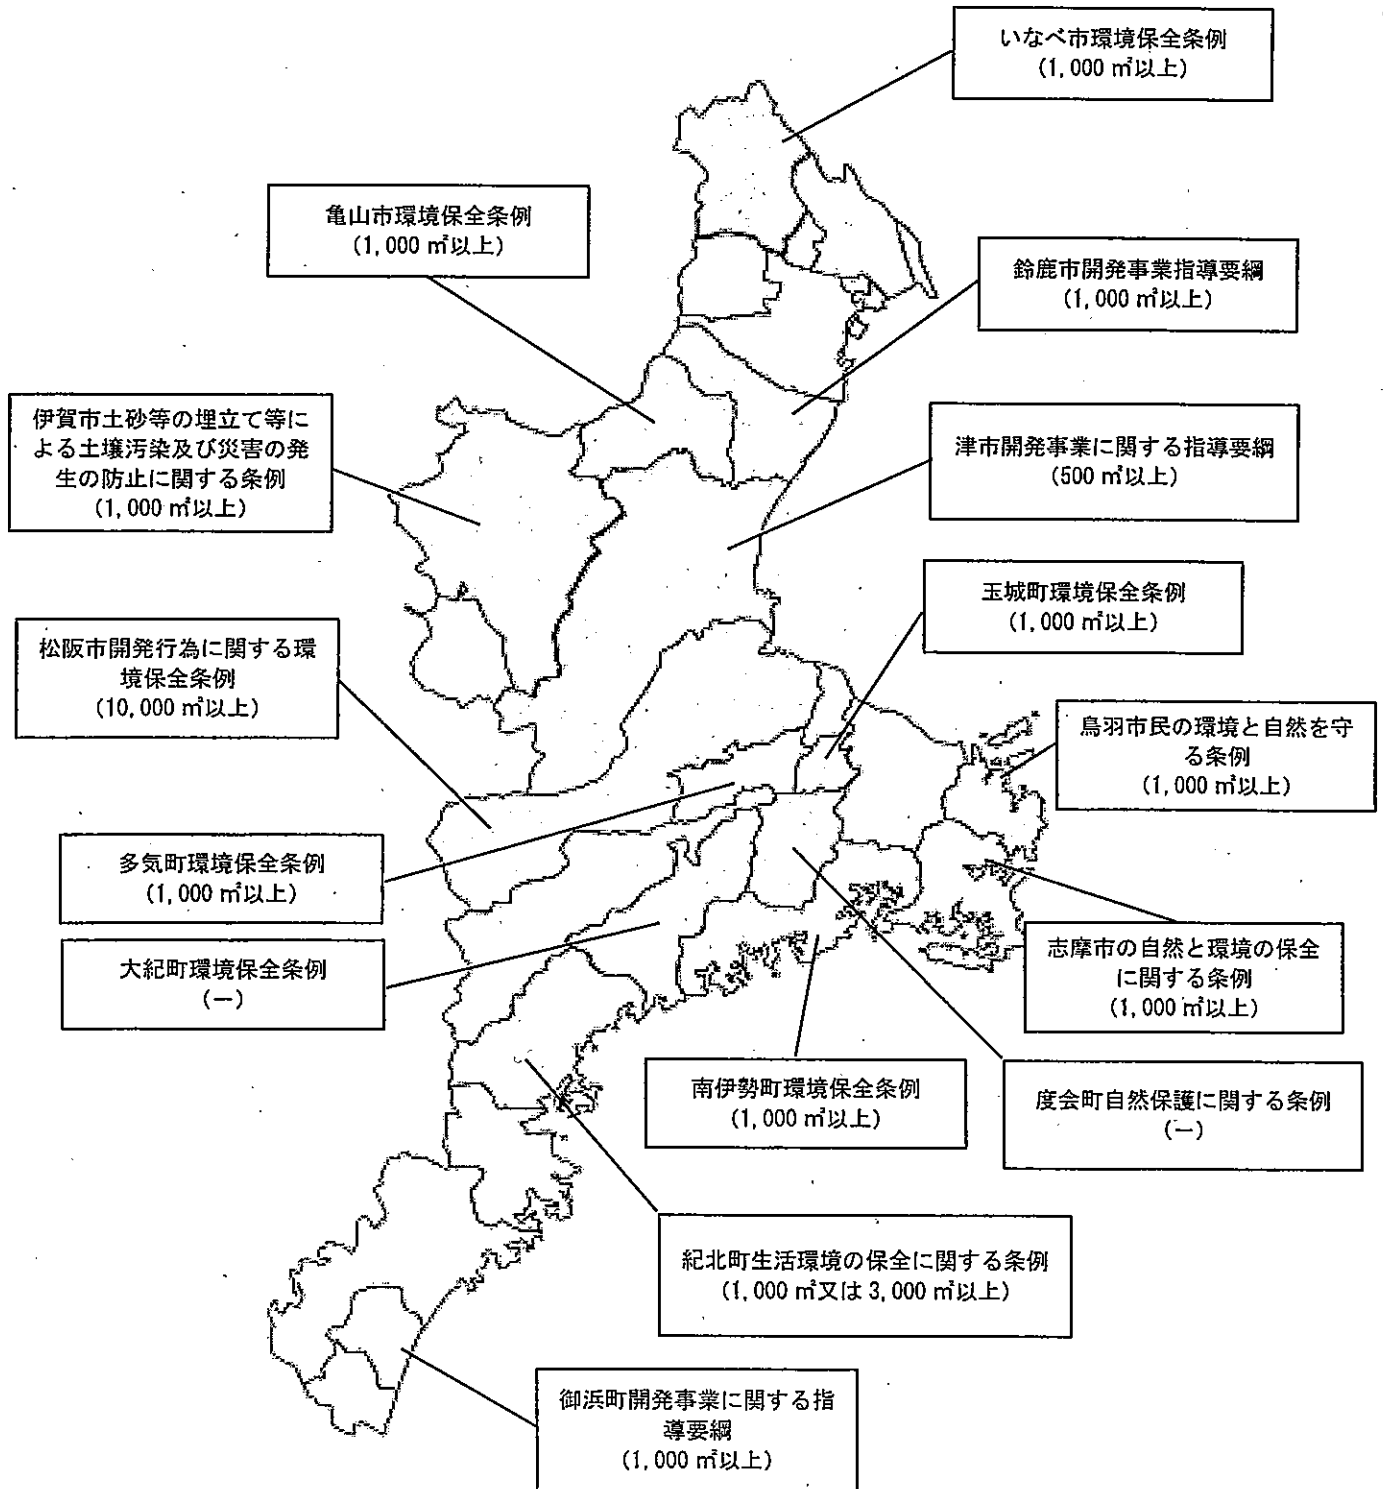 いなべ市環境保全条例
(1,000 ㎡以上)
亀山市環境保全条例
(1,000 ㎡以上)
鈴鹿市開発事業指導要綱
(1,000 ㎡以上)
伊賀市土砂等の埋立て等に
よる土壌汚染及び災害の発
生の防止に関する条例
(1,000 ㎡以上)
津市開発事業に関する指導要綱
(500 ㎡以上)
玉城町環境保全条例
(1,000 ㎡以上)
松阪市開発行為に関する環
境保全条例
(10,000 ㎡以上)
鳥羽市民の環境と自然を守
る条例
(1,000 ㎡以上)
多気町環境保全条例
(1,000 ㎡以上)
大紀町環境保全条例
(－)
志摩市の自然と環境の保全
に関する条例
(1,000 ㎡以上)
南伊勢町環境保全条例
(1,000 ㎡以上)
度会町自然保護に関する条例
(－)
紀北町生活環境の保全に関する条例
(1,000 ㎡又は 3,000 ㎡以上)
御浜町開発事業に関する指
導要綱
(1,000 ㎡以上)